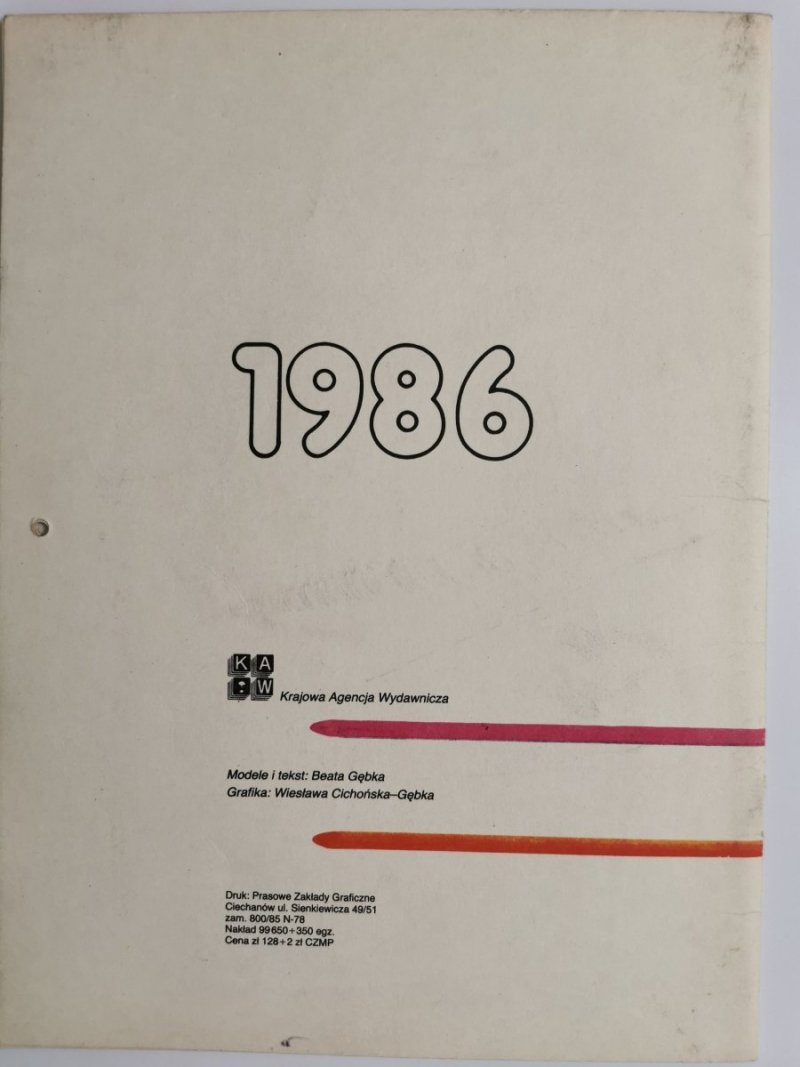 1986
K A
W
Krajowa Agencja Wydawnicza
Modele i tekst: Beata Gębka
Grafika: Wiesława Cichońska–Gębka
Druk: Prasowe Zakłady Graficzne
Ciechanów ul. Sienkiewicza 49/51
zam. 800/85 N-78
Nakład 99650+350 egz.
Cena zł 128+2 zł CZMP